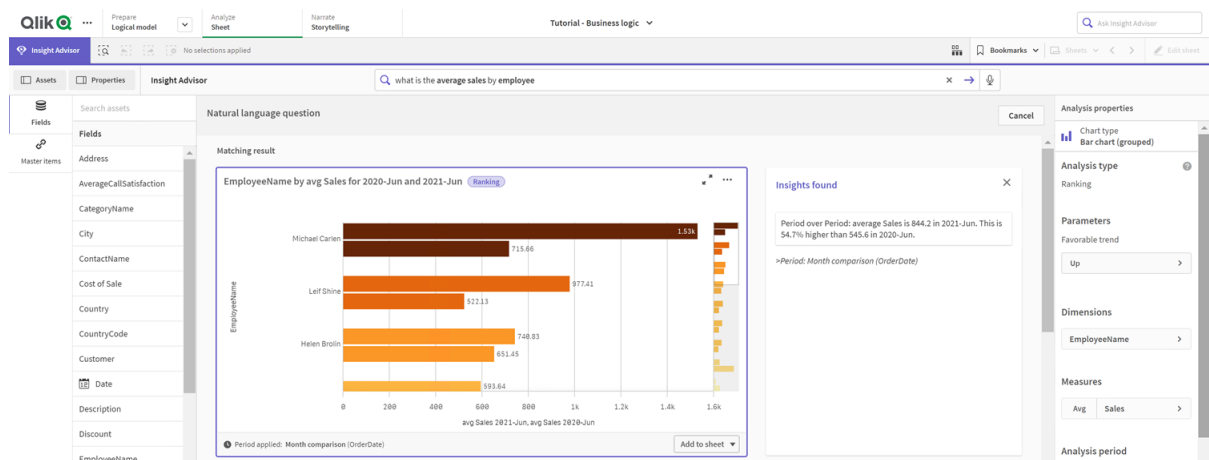 Qlik
...
Prepare
Logical model
Analyze
Sheet
Narrate
Storytelling
Tutorial - Business logic
Ask Insight Advisor
Insight Advisor
No selections applied
Bookmarks
Sheets
Edit sheet
Assets
Properties
Insight Advisor
what is the average sales by employee
Fields
Master items
Search assets
Fields
Address
AverageCallSatisfaction
CategoryName
City
ContactName
Cost of Sale
Country
CountryCode
Customer
Date
Description
Discount
EmployeeName
Natural language question
Cancel
Matching result
EmployeeName by avg Sales for 2020-Jun and 2021-Jun Ranking
EmployeeName
Michael Carlen
1.53k
715.66
Leif Shine
977.41
522.13
Helen Brolin
740.83
651.45
593.64
0 200 400 600 800 1k 1.2k 1.4k 1.6k
avg Sales 2021-Jun, avg Sales 2020-Jun
Period applied: Month comparison (OrderDate)
Add to sheet
Insights found
Period over Period: average Sales is 844.2 in 2021-Jun. This is
54.7% higher than 545.6 in 2020-Jun.
>Period: Month comparison (OrderDate)
Analysis properties
Chart type
Bar chart (grouped)
Analysis type
Ranking
Parameters
Favorable trend
Up
Dimensions
EmployeeName
Measures
Avg Sales
Analysis period